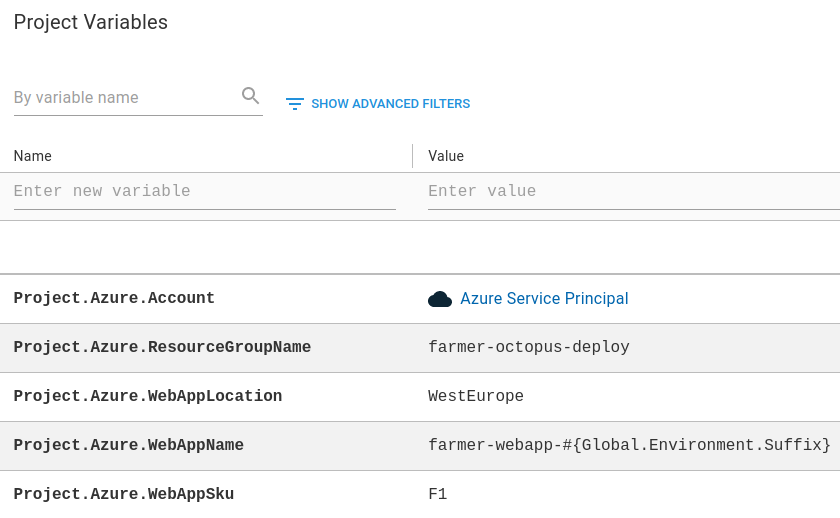 Project Variables
By variable name
SHOW ADVANCED FILTERS
Name Value
Enter new variable Enter value
Project.Azure.Account Azure Service Principal
Project.Azure.ResourceGroupName farmer-octopus-deploy
Project.Azure.WebAppLocation WestEurope
Project.Azure.WebAppName farmer-webapp-#{Global.Environment.Suffix}
Project.Azure.WebAppSku F1